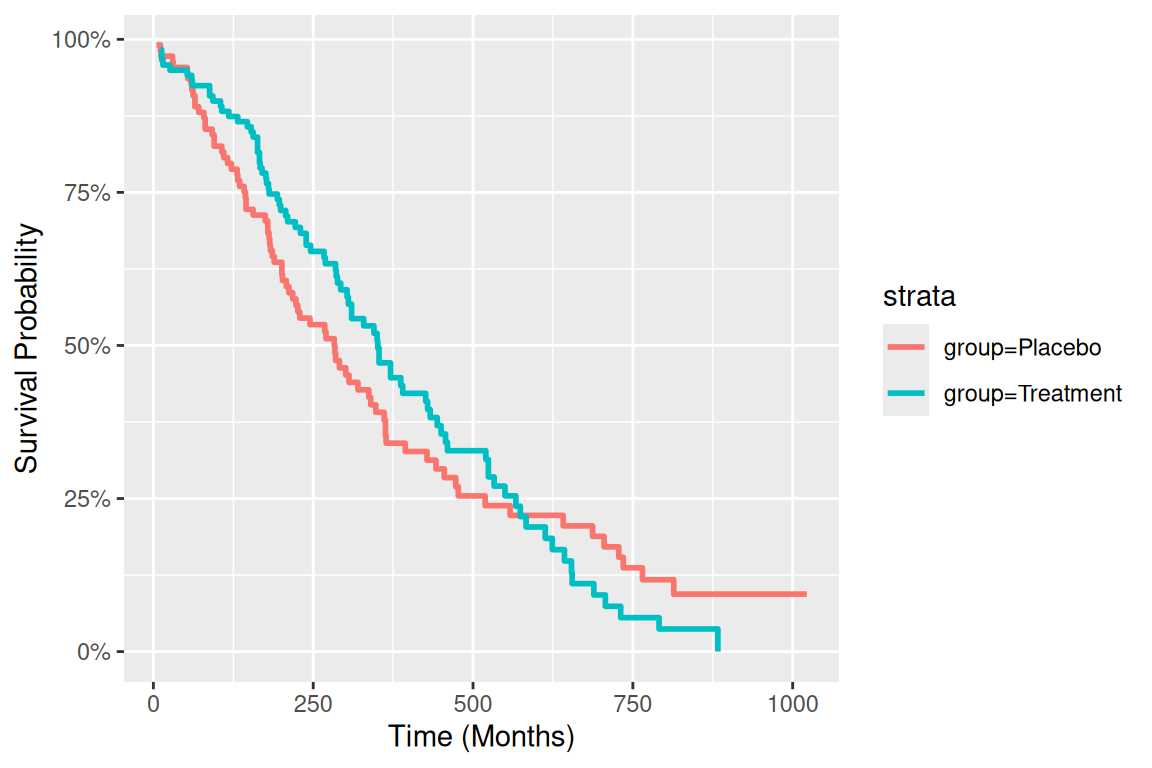 100%
75%
50%
25%
0%
Survival Probability
0 250 500 750 1000
Time (Months)
strata
group=Placebo
group=Treatment